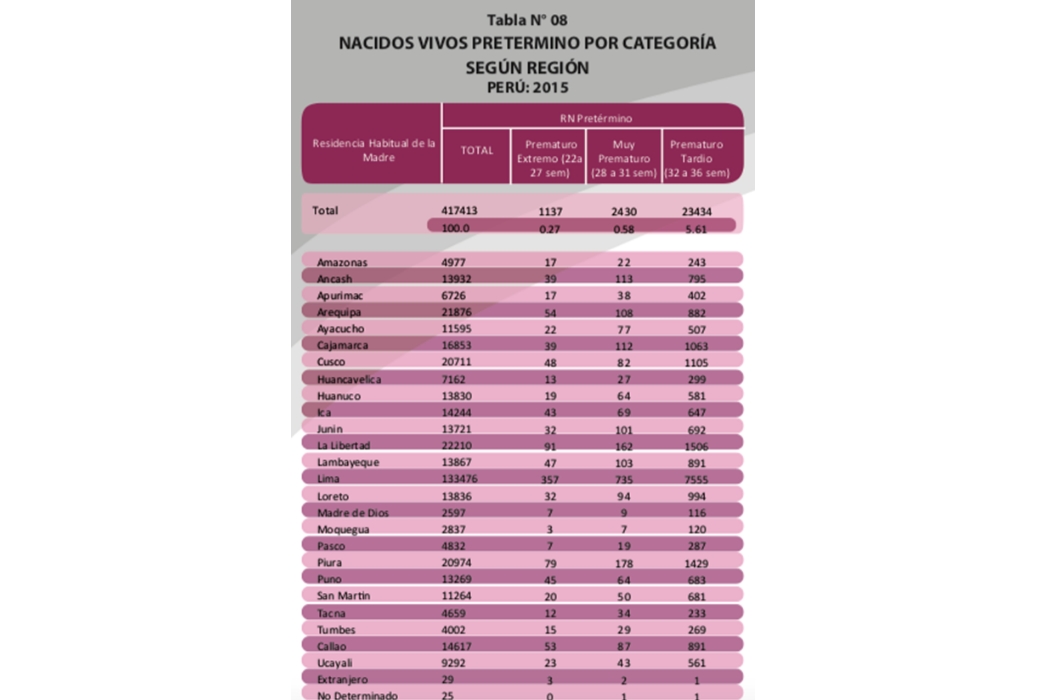 Tabla N° 08
NACIDOS VIVOS PRETERMINO POR CATEGORÍA
SEGÚN REGIÓN
PERÚ: 2015
Residencia Habitual de la Madre
RN Pretérmino
TOTAL
Prematuro Extremo (22a 27 sem)
Muy Prematuro (28 a 31 sem)
Prematuro Tardio (32 a 36 sem)
Total 417413 1137 2430 23434
100.0 0.27 0.58 5.61
Amazonas 4977 17 22 243
Ancash 13932 39 113 795
Apurimac 6726 17 38 402
Arequipa 21876 54 108 882
Ayacucho 11595 22 77 507
Cajamarca 16853 39 112 1063
Cusco 20711 48 82 1105
Huancavelica 7162 13 27 299
Huanuco 13830 19 64 581
Ica 14244 43 69 647
Junin 13721 32 101 692
La Libertad 22210 91 162 1506
Lambayeque 13867 47 103 891
Lima 133476 357 735 7555
Loreto 13836 32 94 994
Madre de Dios 2597 7 9 116
Moquegua 2837 3 7 120
Pasco 4832 7 19 287
Piura 20974 79 178 1429
Puno 13269 45 64 683
San Martin 11264 20 50 681
Tacna 4659 12 34 233
Tumbes 4002 15 29 269
Callao 14617 53 87 891
Ucayali 9292 23 43 561
Extranjero 29 3 2 1
No Determinado 25 0 1 1